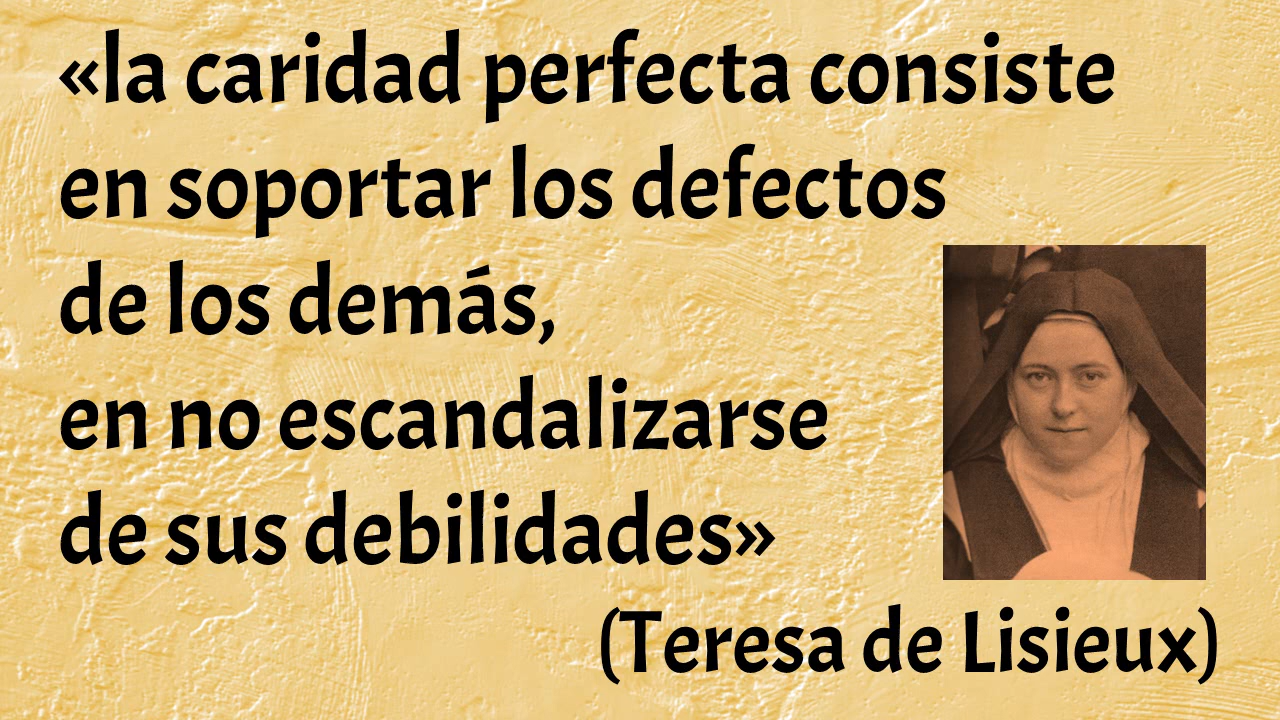 «la caridad perfecta consiste
en soportar los defectos
de los demás,
en no escandalizarse
de sus debilidades»
(Teresa de Lisieux)